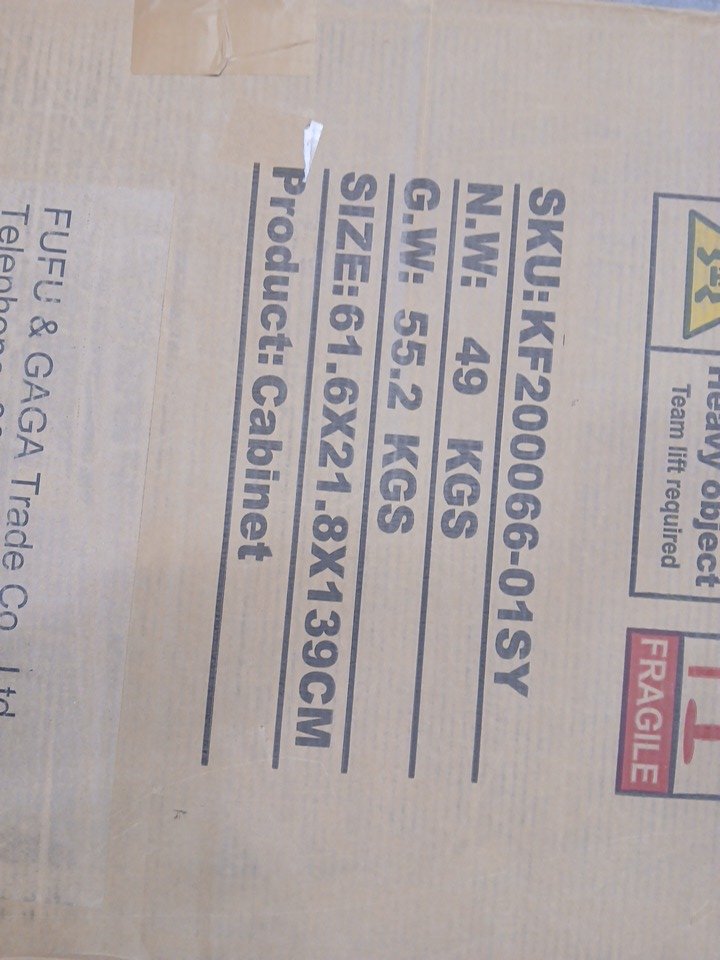 Heavy object
Team lift required
FRAGILE
SKU:KF200066-01SY
N.W: 49 KGS
G.W: 55.2 KGS
SIZE:61.6X21.8X139CM
Product: Cabinet
FUFU & GAGA Trade Co., Ltd
Telephone